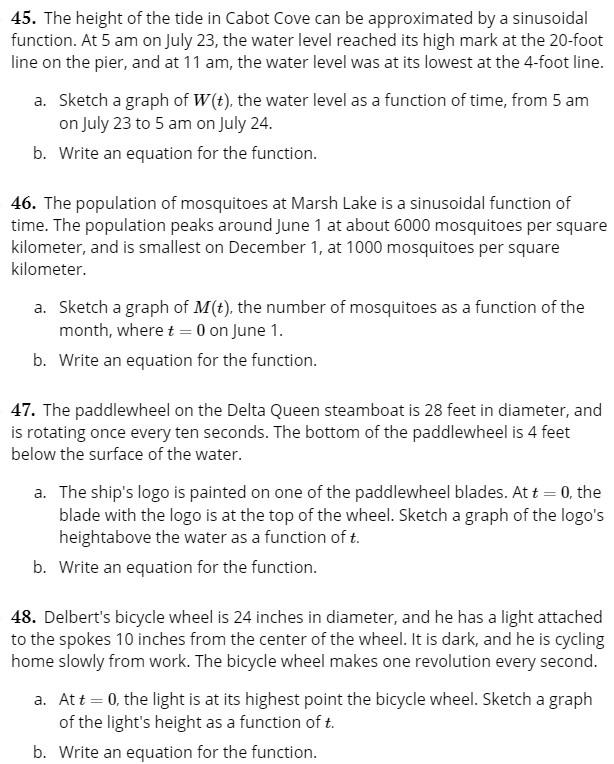 45. The height of the tide in Cabot Cove can be approximated by a sinusoidal
function. At 5 am on July 23, the water level reached its high mark at the 20-foot
line on the pier, and at 11 am, the water level was at its lowest at the 4-foot line.
a. Sketch a graph of W(t), the water level as a function of time, from 5 am
on July 23 to 5 am on July 24.
b. Write an equation for the function.
46. The population of mosquitoes at Marsh Lake is a sinusoidal function of
time. The population peaks around June 1 at about 6000 mosquitoes per square
kilometer, and is smallest on December 1, at 1000 mosquitoes per square
kilometer.
a. Sketch a graph of M(t), the number of mosquitoes as a function of the
month, where t = 0 on June 1.
b. Write an equation for the function.
47. The paddlewheel on the Delta Queen steamboat is 28 feet in diameter, and
is rotating once every ten seconds. The bottom of the paddlewheel is 4 feet
below the surface of the water.
a. The ship's logo is painted on one of the paddlewheel blades. At t = 0, the
blade with the logo is at the top of the wheel. Sketch a graph of the logo's
heightabove the water as a function of t.
b. Write an equation for the function.
48. Delbert's bicycle wheel is 24 inches in diameter, and he has a light attached
to the spokes 10 inches from the center of the wheel. It is dark, and he is cycling
home slowly from work. The bicycle wheel makes one revolution every second.
a. At t = 0, the light is at its highest point the bicycle wheel. Sketch a graph
of the light's height as a function of t.
b. Write an equation for the function.